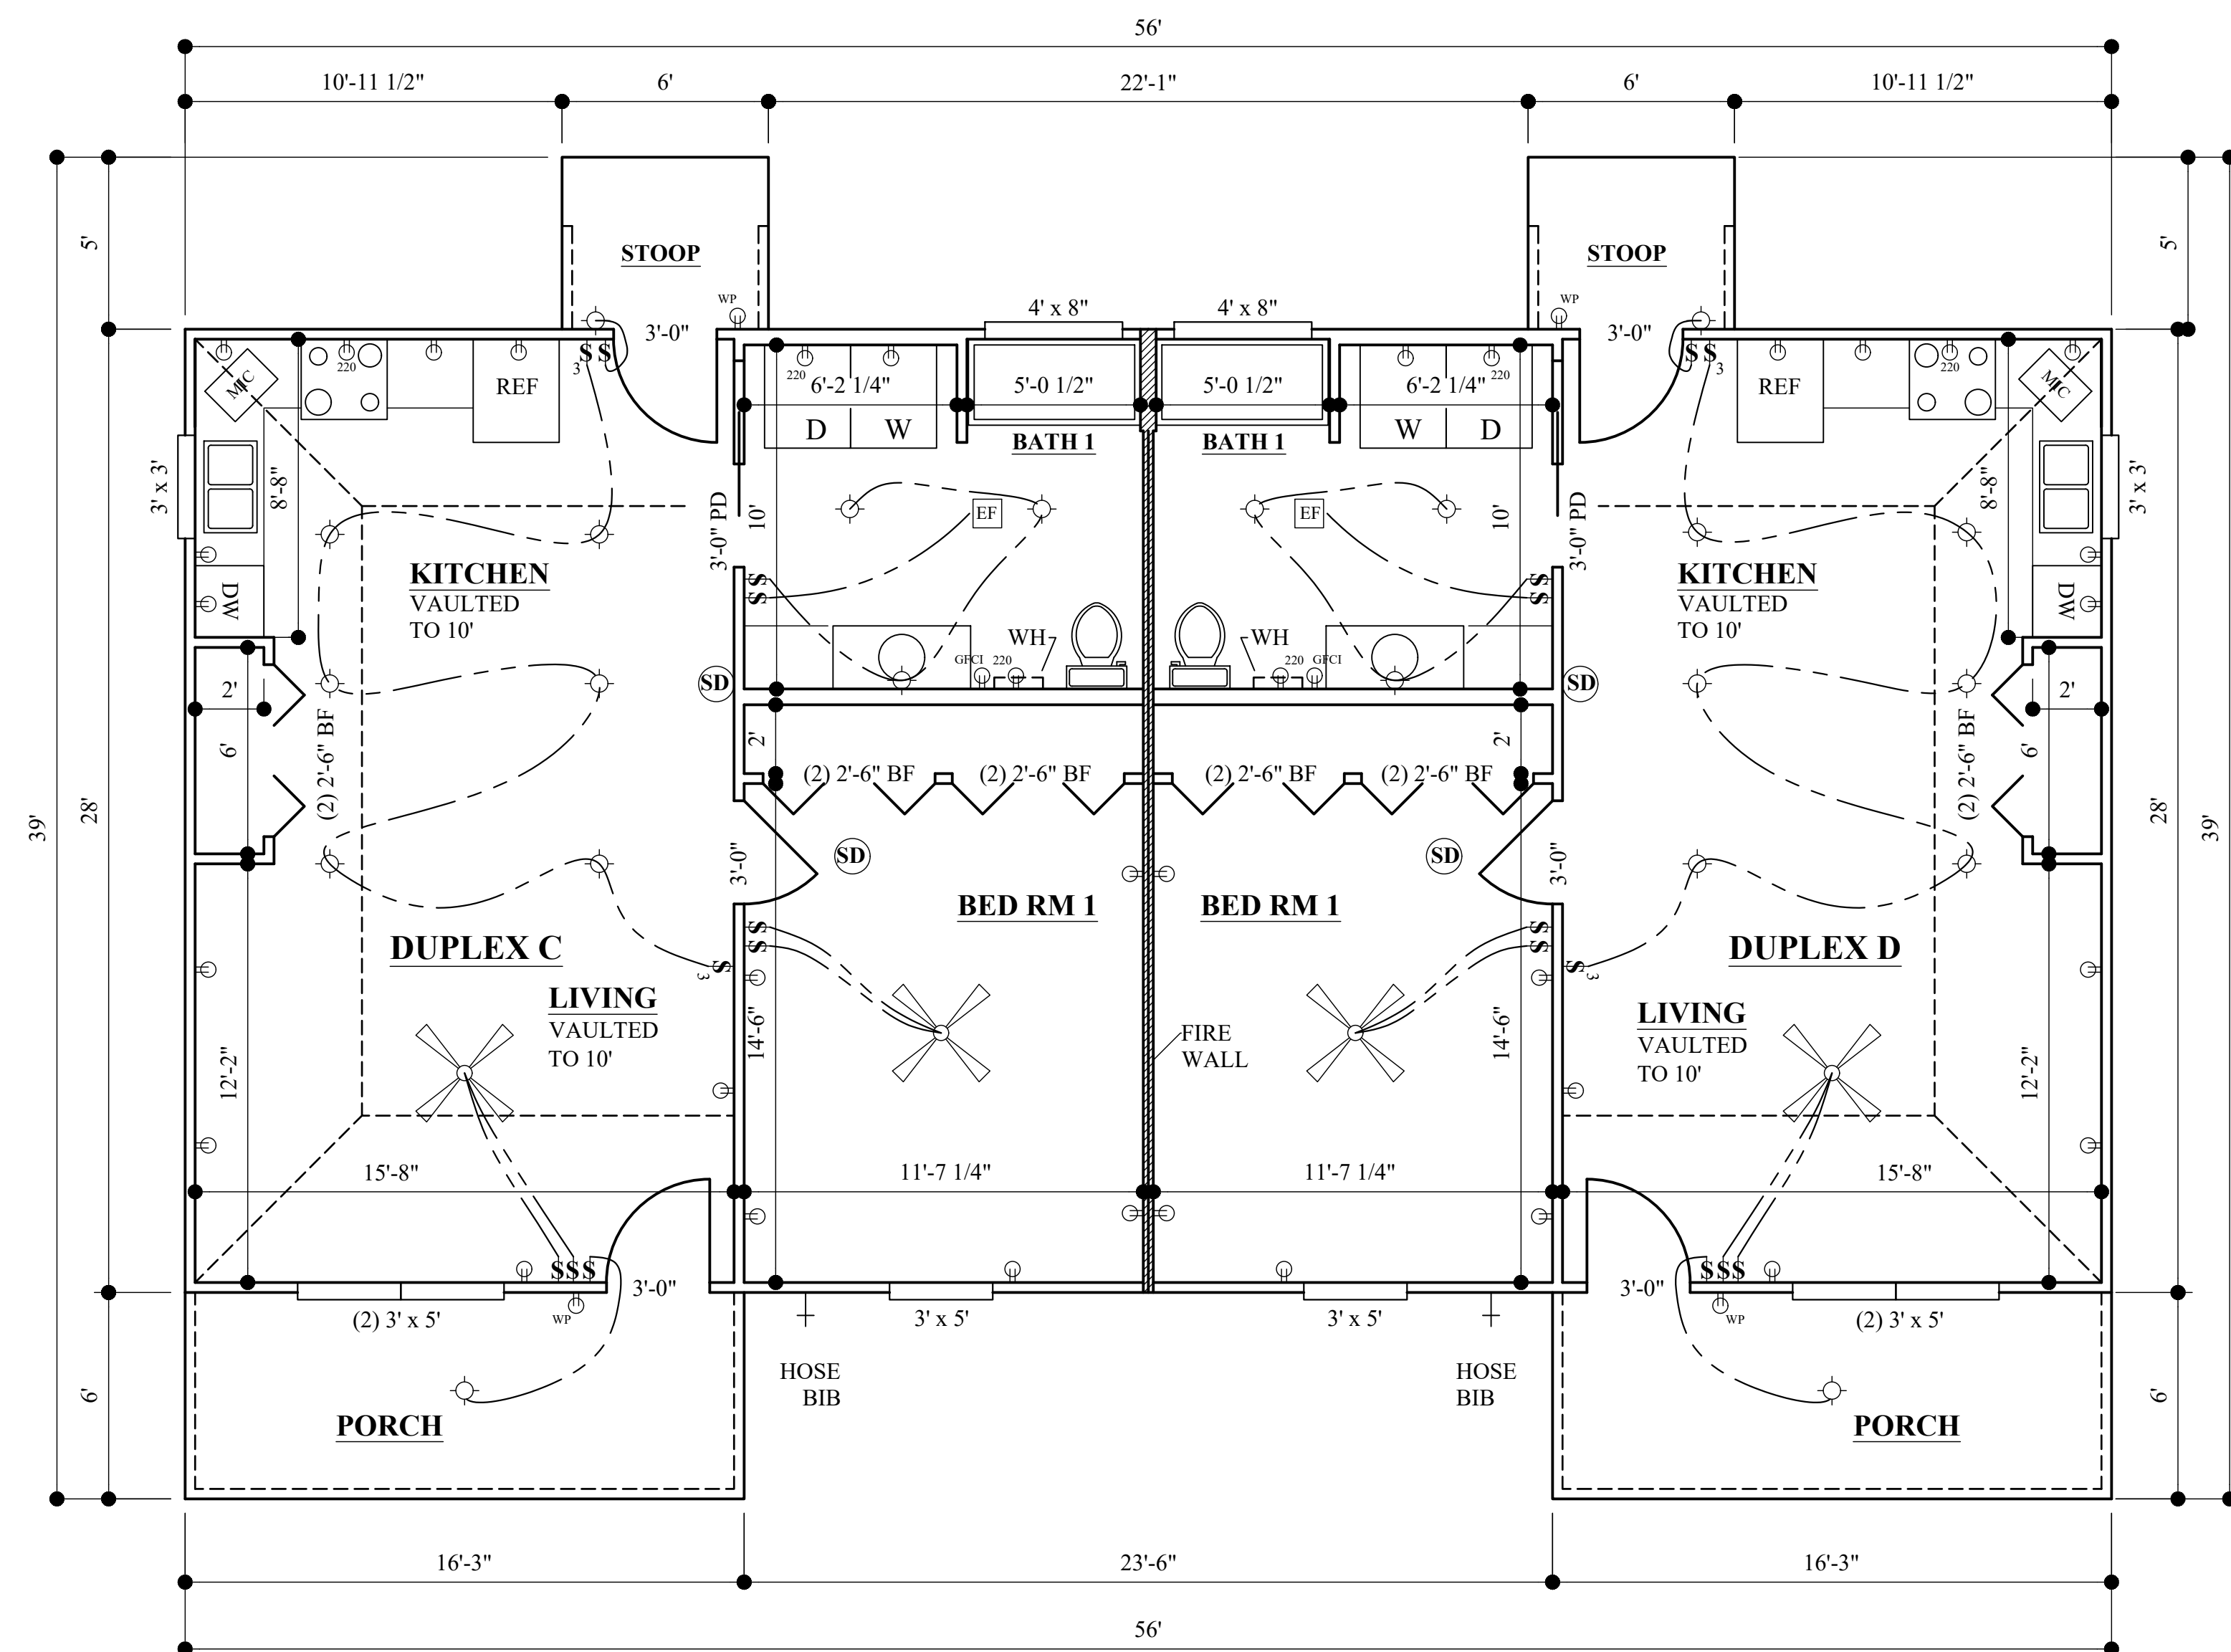 56'
10'-11 1/2" 6' 22'-1" 6' 10'-11 1/2"
5' STOOP STOOP 5'
WP 4' x 8" 4' x 8" WP
3'-0" 3'-0"
3 $ $ $ $ 3
MIC 220 REF 220 6'-2 1/4" 5'-0 1/2" 5'-0 1/2" 6'-2 1/4" 220 REF 220 MIC
D W BATH 1 BATH 1 W D
3' x 3' 8'-8" 3'-0" PD 10' EF EF 10' 3'-0" PD 8'-8" 3' x 3'
KITCHEN
VAULTED
TO 10'
KITCHEN
VAULTED
TO 10'
DW $ $ $ $ DW
WH WH
GFCI 220 220 GFCI
SD SD
2' 2'
6' (2) 2'-6" BF 2' 2' (2) 2'-6" BF 6'
(2) 2'-6" BF (2) 2'-6" BF (2) 2'-6" BF (2) 2'-6" BF
39' 28' 28' 39'
3'-0" SD SD 3'-0"
BED RM 1 BED RM 1
DUPLEX C $ $ $ $ DUPLEX D
$ 3 $ 3
LIVING
VAULTED
TO 10'
LIVING
VAULTED
TO 10'
12'-2" 14'-6" FIRE
WALL 14'-6" 12'-2"
15'-8" 11'-7 1/4" 11'-7 1/4" 15'-8"
$$$ 3'-0" 3'-0" $$$
(2) 3' x 5' WP 3' x 5' 3' x 5' WP (2) 3' x 5'
HOSE
BIB
HOSE
BIB
6' PORCH PORCH 6'
16'-3" 23'-6" 16'-3"
56'